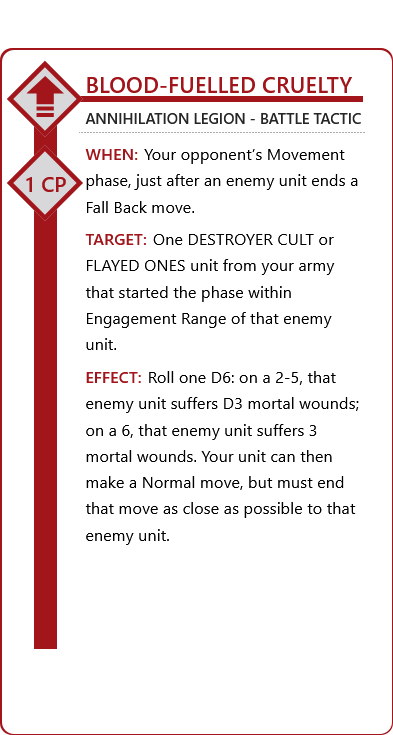 BLOOD-FUELLED CRUELTY
ANNIHILATION LEGION - BATTLE TACTIC
1 CP
WHEN: Your opponent’s Movement
phase, just after an enemy unit ends a
Fall Back move.
TARGET: One DESTROYER CULT or
FLAYED ONES unit from your army
that started the phase within
Engagement Range of that enemy
unit.
EFFECT: Roll one D6: on a 2-5, that
enemy unit suffers D3 mortal wounds;
on a 6, that enemy unit suffers 3
mortal wounds. Your unit can then
make a Normal move, but must end
that move as close as possible to that
enemy unit.